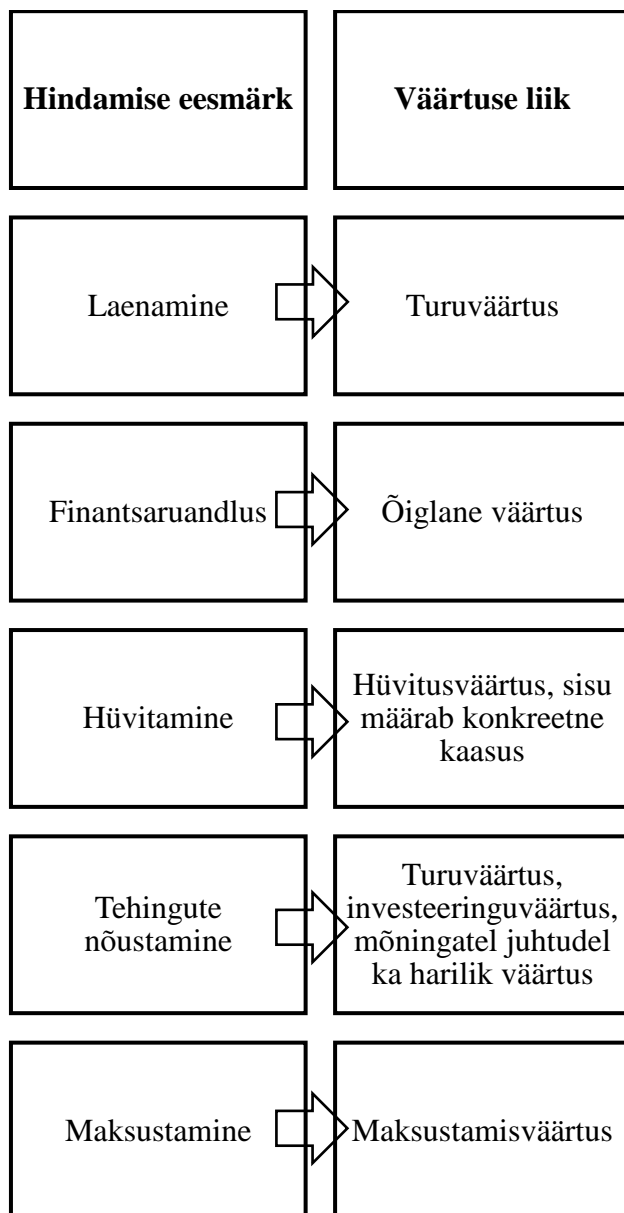 Hindamise eesmärk
Väärtuse liik
Laenamine
Turuväärtus
Finantsaruandlus
Õiglane väärtus
Hüvitamine
Hüvitusväärtus, sisu
määrab konkreetne
kaasus
Tehingute
nõustamine
Turuväärtus,
investeeringuväärtus,
mõningatel juhtudel
ka harilik väärtus
Maksustamine
Maksustamisväärtus